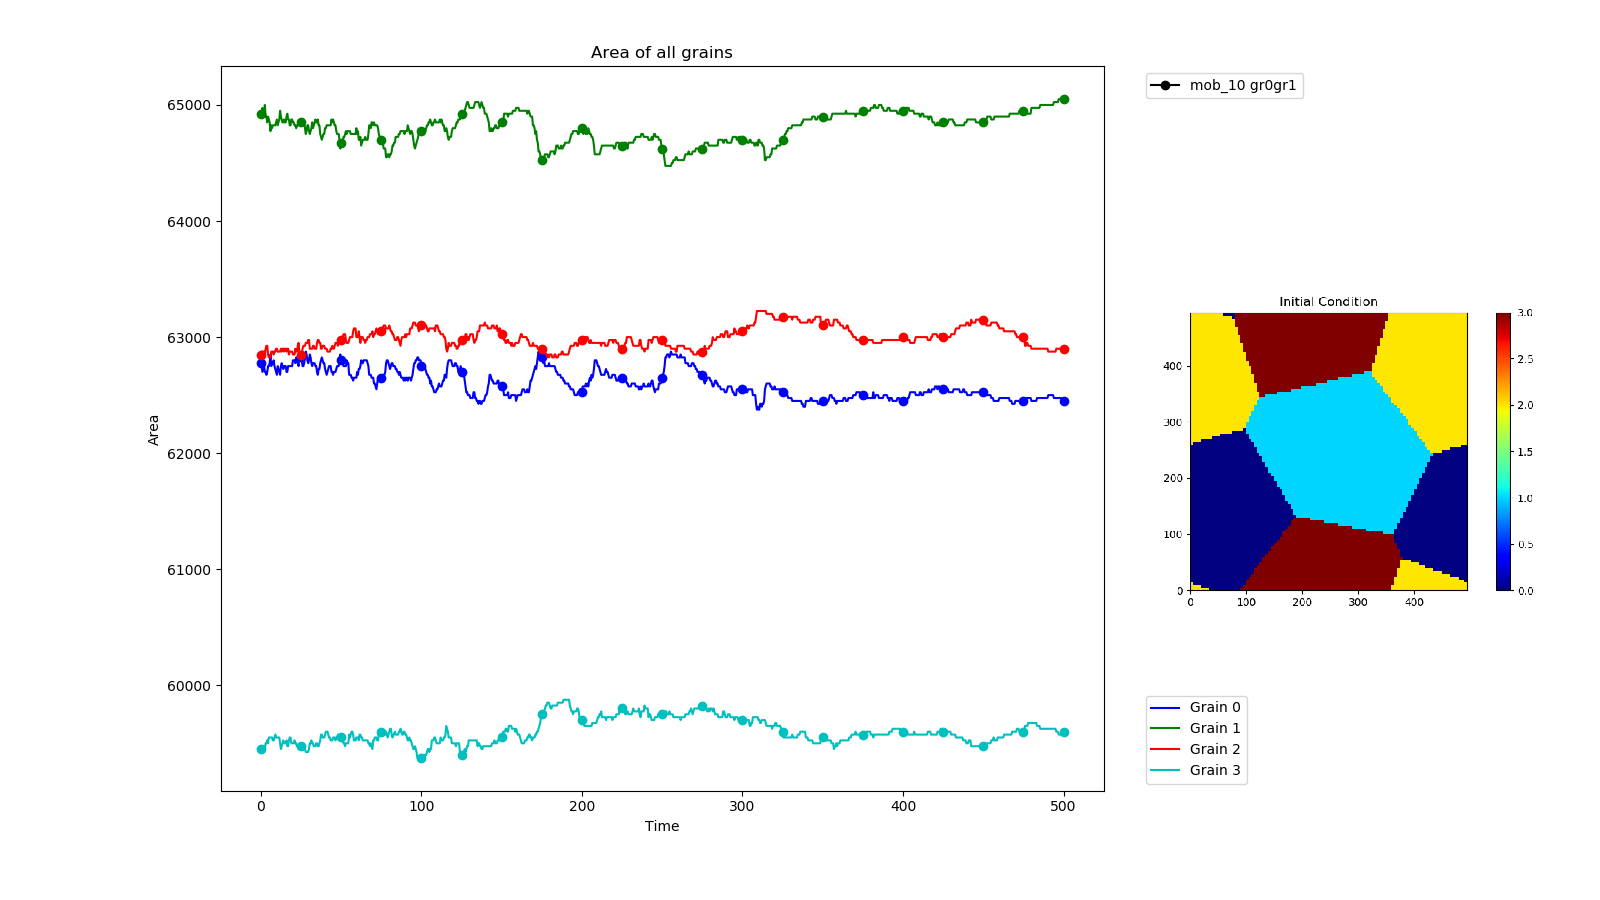 Area of all grains
65000
64000
63000
62000
61000
60000
Area
0 100 200 300 400 500
Time
mob_10 gr0gr1
Initial Condition
400
300
200
100
0
0 100 200 300 400
3.0
2.5
2.0
1.5
1.0
0.5
0.0
Grain 0
Grain 1
Grain 2
Grain 3